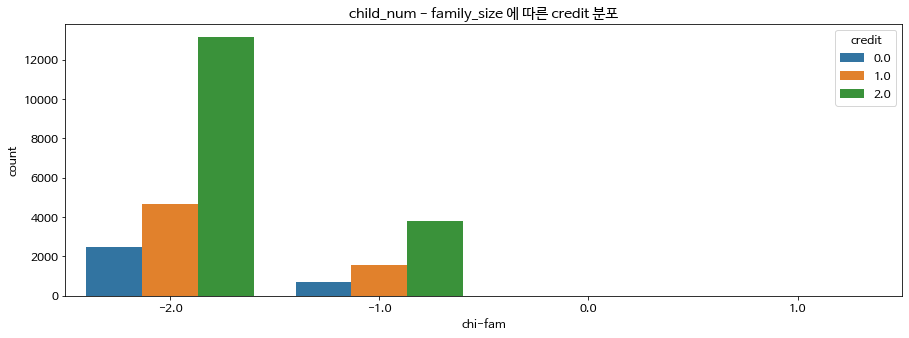 child_num - family_size 에 따른 credit 분포
credit
0.0
1.0
2.0
12000
10000
8000
6000
4000
2000
0
count
-2.0 -1.0 0.0 1.0
chi-fam